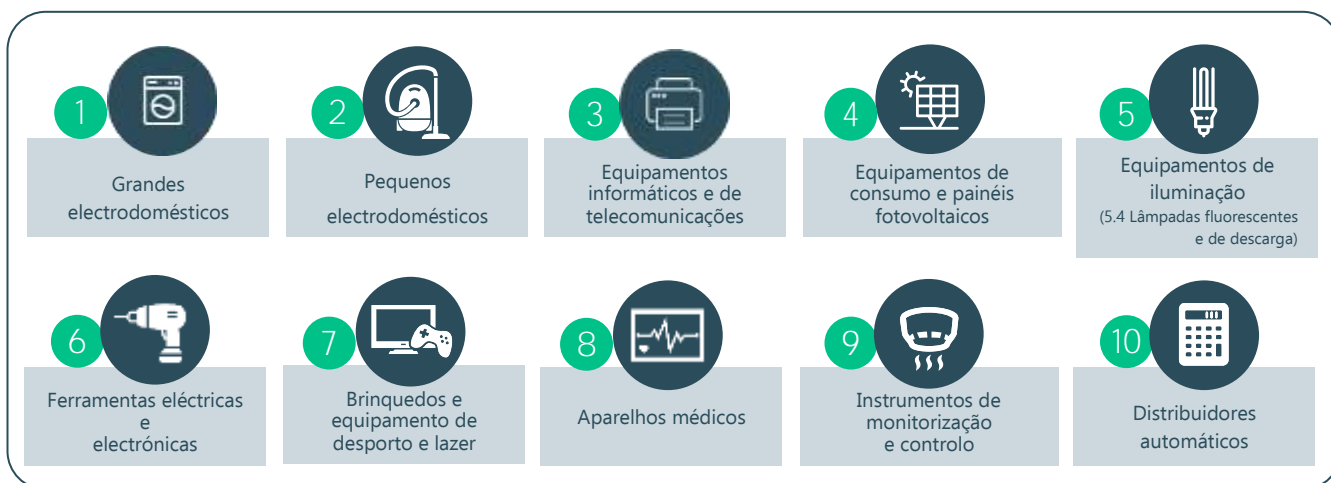 1
Grandes
electrodomésticos
2
Pequenos
electrodomésticos
3
Equipamentos
informáticos e de
telecomunicações
4
Equipamentos de
consumo e painéis
fotovoltaicos
5
Equipamentos de
iluminação
(5.4 Lâmpadas fluorescentes
e de descarga)
6
Ferramentas eléctricas
e
electrónicas
7
Brinquedos e
equipamento de
desporto e lazer
8
Aparelhos médicos
9
Instrumentos de
monitorização
e controlo
10
Distribuidores
automáticos